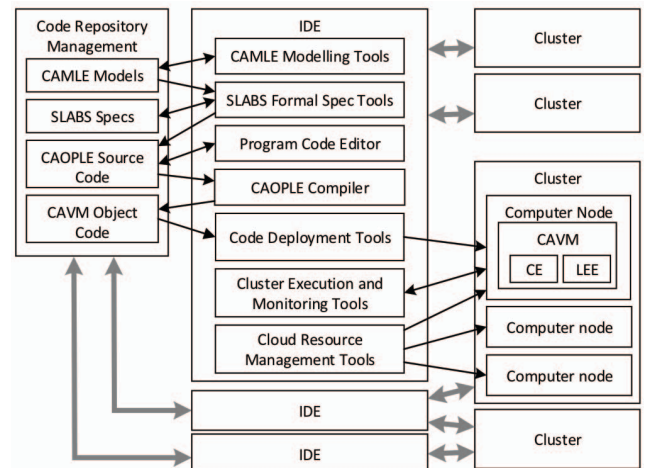 Code Repository
Management
CAMLE Models
SLABS Specs
CAOPLE Source
Code
CAVM Object
Code
IDE
CAMLE Modelling Tools
SLABS Formal Spec Tools
Program Code Editor
CAOPLE Compiler
Code Deployment Tools
Cluster Execution and
Monitoring Tools
Cloud Resource
Management Tools
IDE
IDE
Cluster
Cluster
Cluster
Computer Node
CAVM
CE
LEE
Computer node
Computer node
Cluster